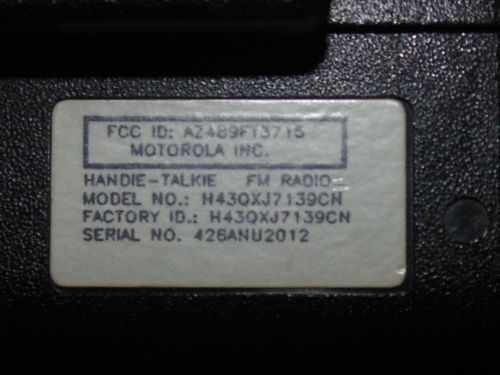 FCC ID: AZ489FT3715
MOTOROLA INC.
HANDIE-TALKIE FM RADIO
MODEL NO.: H43QXJ7139CN
FACTORY ID.: H43QXJ7139CN
SERIAL NO. 426ANU2012